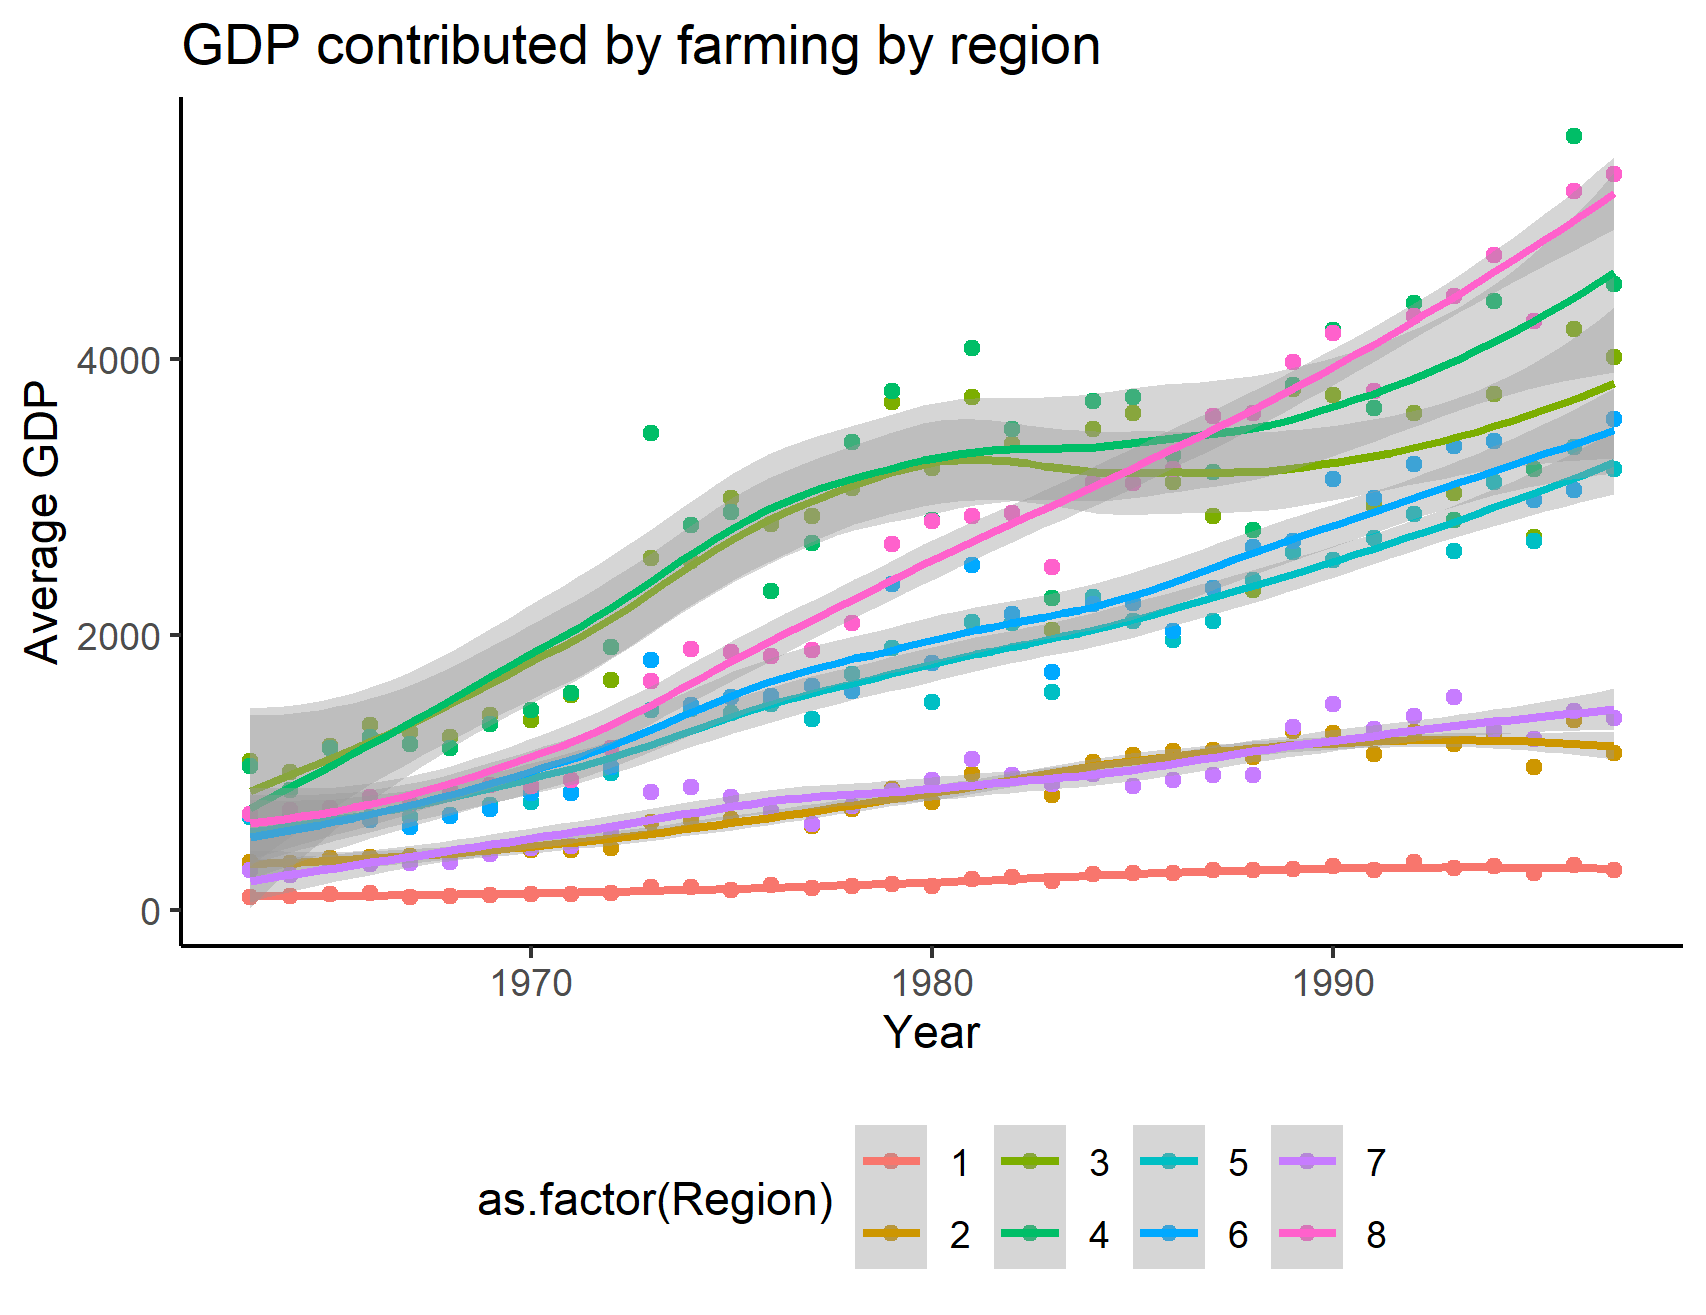 GDP contributed by farming by region
Average GDP
4000
2000
0
1970 1980 1990
Year
as.factor(Region)
1 3 5 7
2 4 6 8